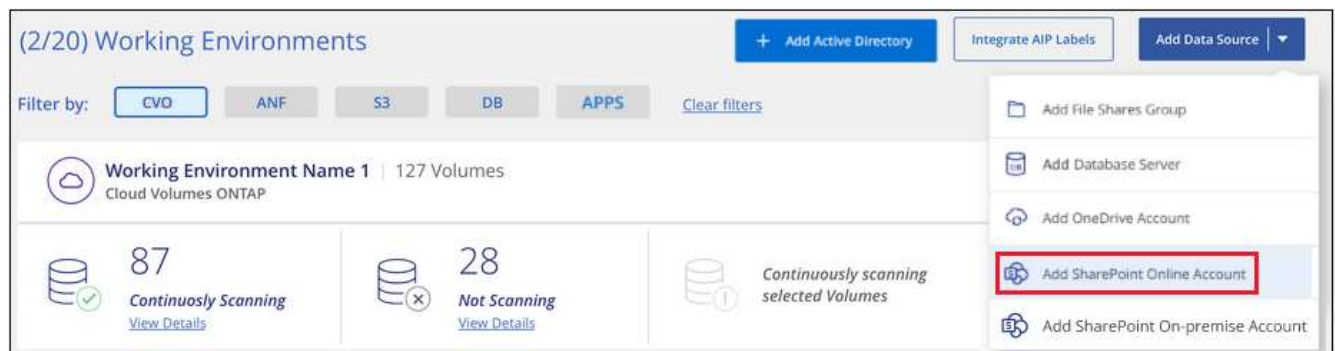 (2/20) Working Environments
+ Add Active Directory
Integrate AIP Labels
Add Data Source
Filter by:
CVO
ANF
S3
DB
APPS
Clear filters
Add File Shares Group
Working Environment Name 1 | 127 Volumes
Cloud Volumes ONTAP
DB
Add Database Server
Add OneDrive Account
87
Continuosly Scanning
View Details
28
Not Scanning
View Details
Continuously scanning
selected Volumes
Add SharePoint Online Account
Add SharePoint On-premise Account